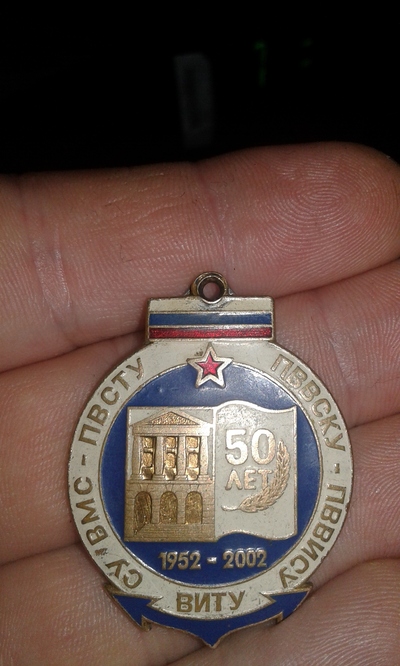 СУ ВМС - ПВСТУ
ПВВСКУ - ПВВИСУ
50
ЛЕТ
1952 - 2002
ВИТУ